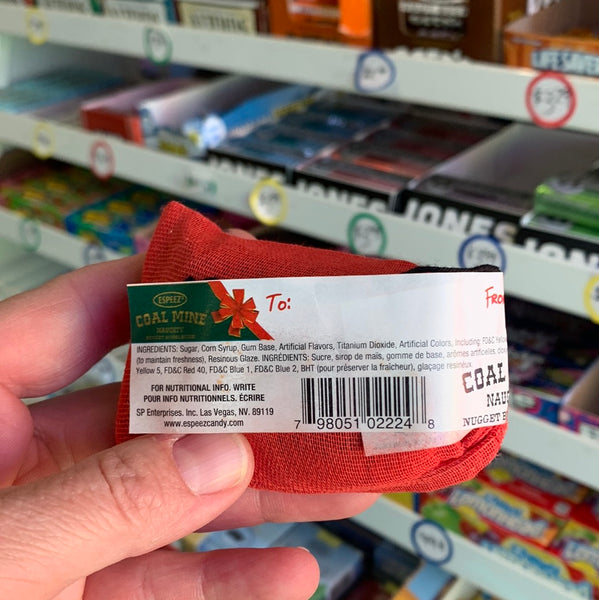 LIFE SAVER
JONES
JONES
ESPEEZ
COAL MINE
NAUGHTY
To:
From
INGREDIENTS: Sugar, Corn Syrup, Gum Base, Artificial Flavors, Titanium Dioxide, Artificial Colors, Including: FD&C Yellow
(to maintain freshness), Resinous Glaze. INGRÉDIENTS: Sucre, sirop de maïs, gomme de base, arômes artificiels,
Yellow 5, FD&C Red 40, FD&C Blue 1, FD&C Blue 2, BHT (pour préserver la fraîcheur), glaçage résineux.
FOR NUTRITIONAL INFO. WRITE
POUR INFO NUTRITIONNELS. ÉCRIRE
SP Enterprises. Inc. Las Vegas, NV. 89119
www.espeezcandy.com
7 98051 02224 8
COAL
NAU
NUGGET